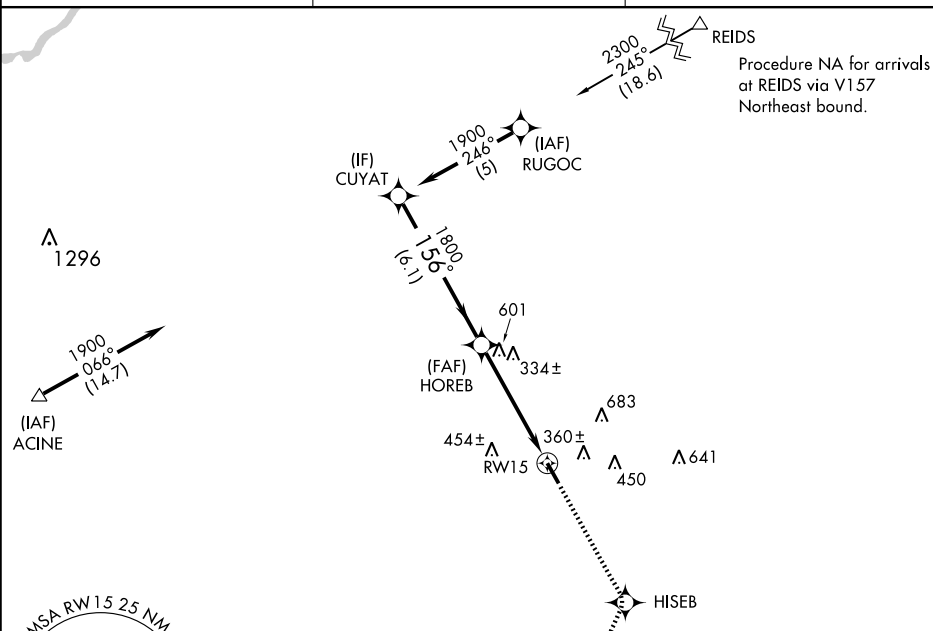 REIDS
2300
245°
(18.6)
Procedure NA for arrivals
at REIDS via V157
Northeast bound.
1900
246°
(5)
(IAF)
RUGOC
(IF)
CUYAT
1296
1800
156°
(6.1)
601
334±
(FAF)
HOREB
1900
066°
(14.7)
(IAF)
ACINE
683
454±
360±
RW15
450
641
HISEB
MSA RW15 25 NM